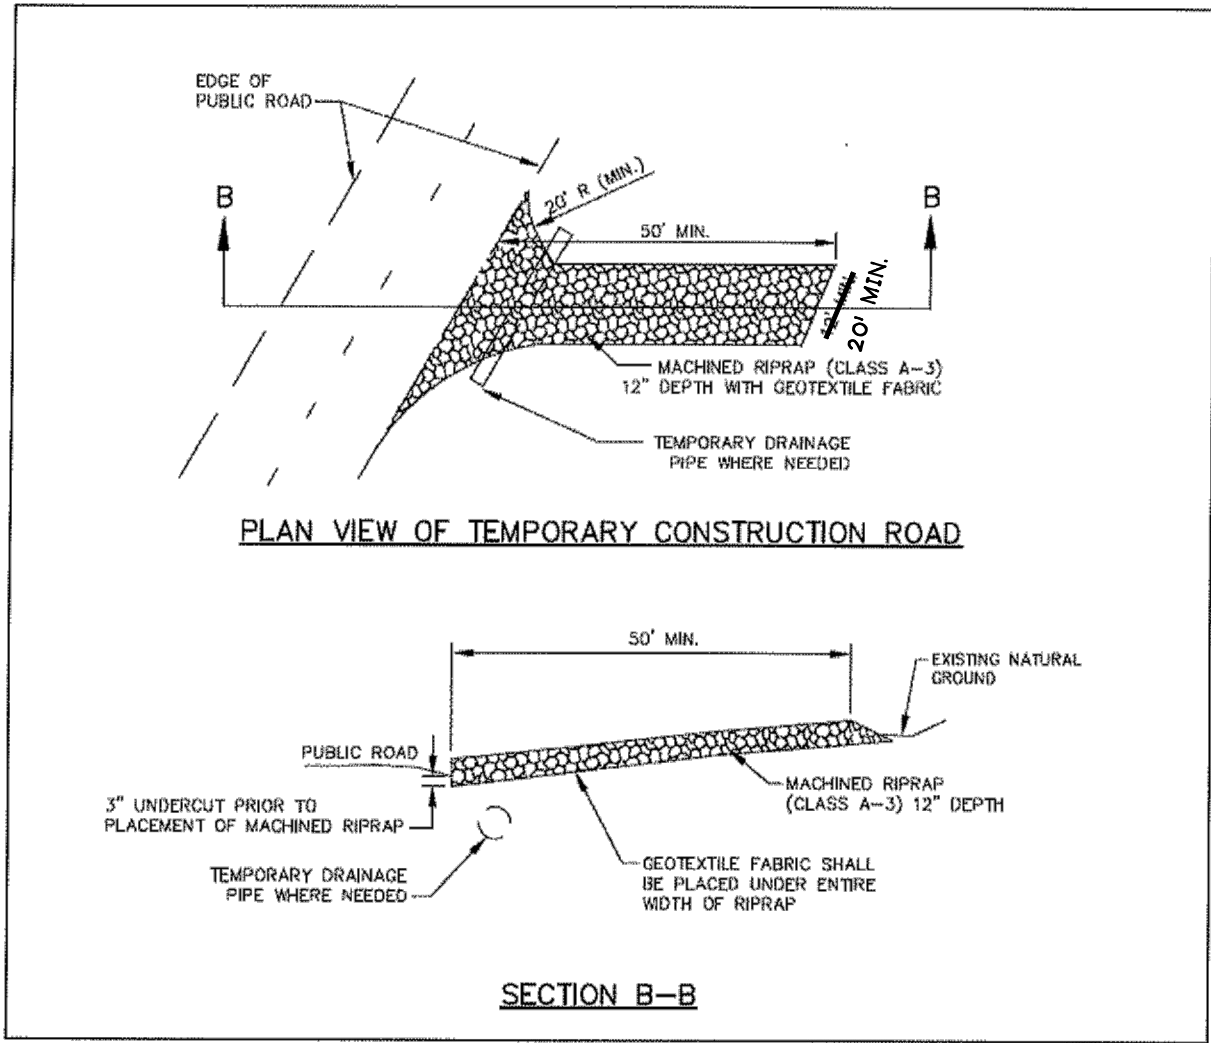 EDGE OF
PUBLIC ROAD
B
B
20' R (MIN.)
50' MIN.
20' MIN.
MACHINED RIPRAP (CLASS A-3)
12" DEPTH WITH GEOTEXTILE FABRIC
TEMPORARY DRAINAGE
PIPE WHERE NEEDED
PLAN VIEW OF TEMPORARY CONSTRUCTION ROAD
50' MIN.
EXISTING NATURAL
GROUND
PUBLIC ROAD
MACHINED RIPRAP
(CLASS A-3) 12" DEPTH
3" UNDERCUT PRIOR TO
PLACEMENT OF MACHINED RIPRAP
GEOTEXTILE FABRIC SHALL
BE PLACED UNDER ENTIRE
WIDTH OF RIPRAP
TEMPORARY DRAINAGE
PIPE WHERE NEEDED
SECTION B-B